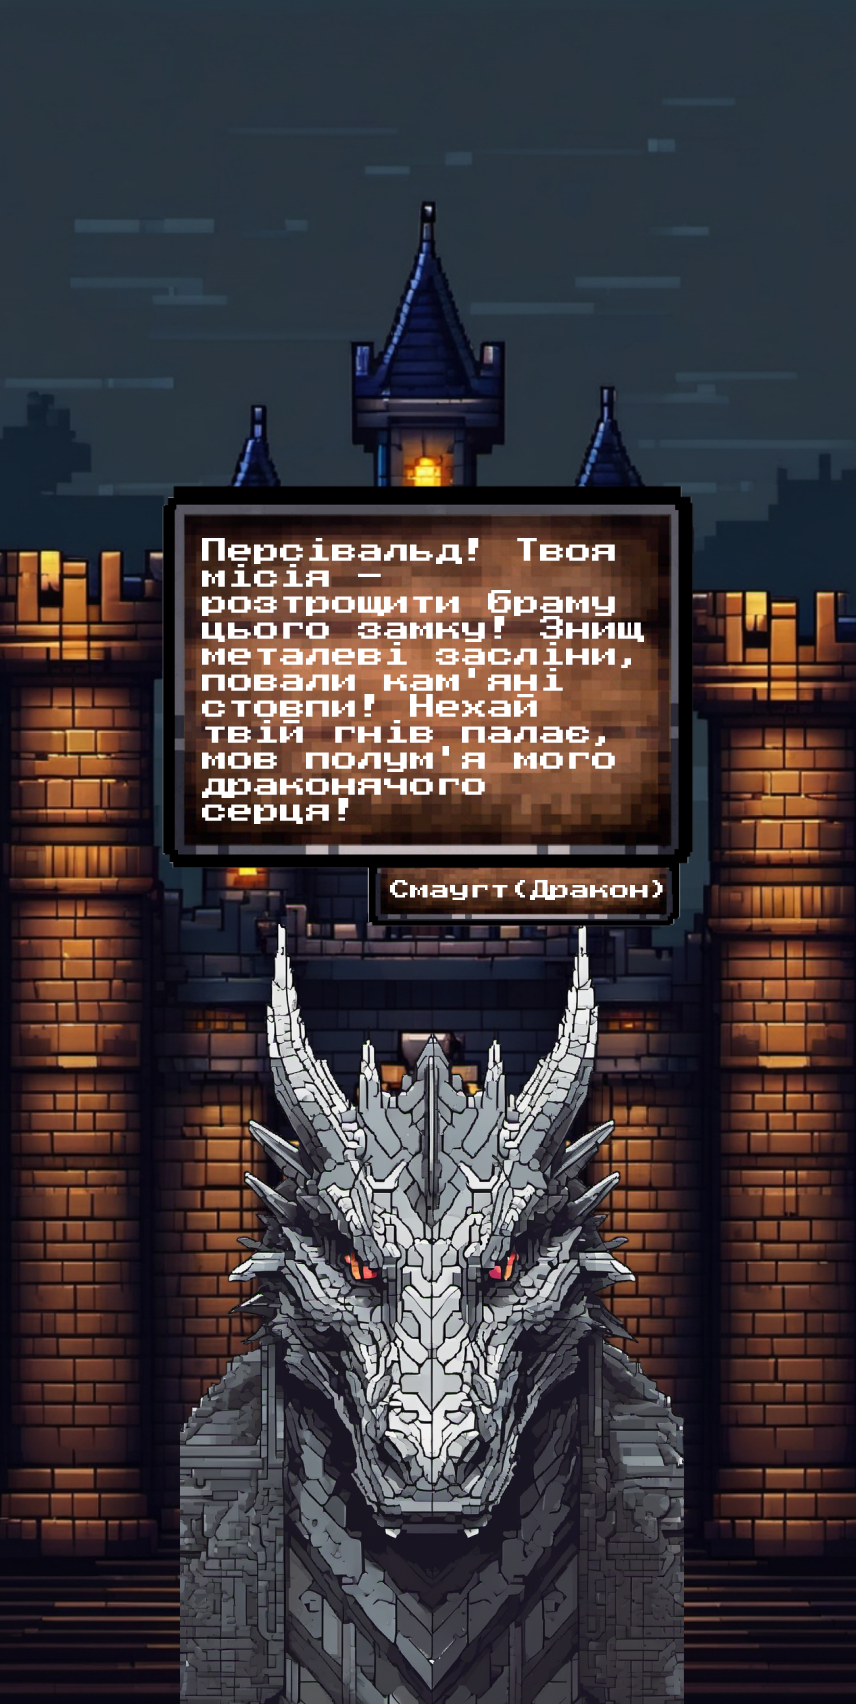 Персівальд! Твоя
місія —
розтрощити браму
цього замку! Знищ
металеві засліни,
повали кам'яні
стовпи! Нехай
твій гнів палає,
мов полум'я мого
драконячого
серця!
Смаугт(Дракон)